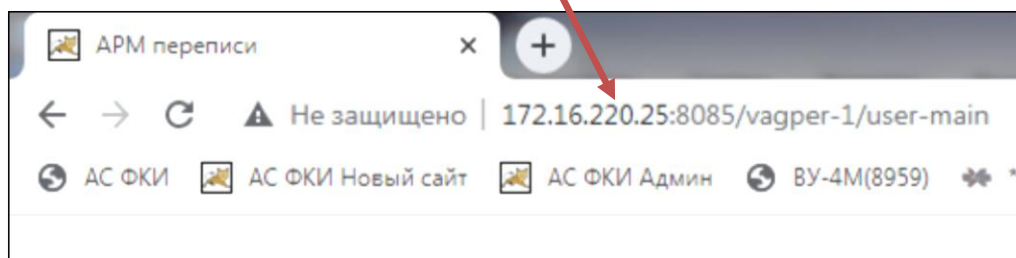 АРМ переписи
Не защищено | 172.16.220.25:8085/vagper-1/user-main
АС ФКИ АС ФКИ Новый сайт АС ФКИ Админ ВУ-4М(8959)